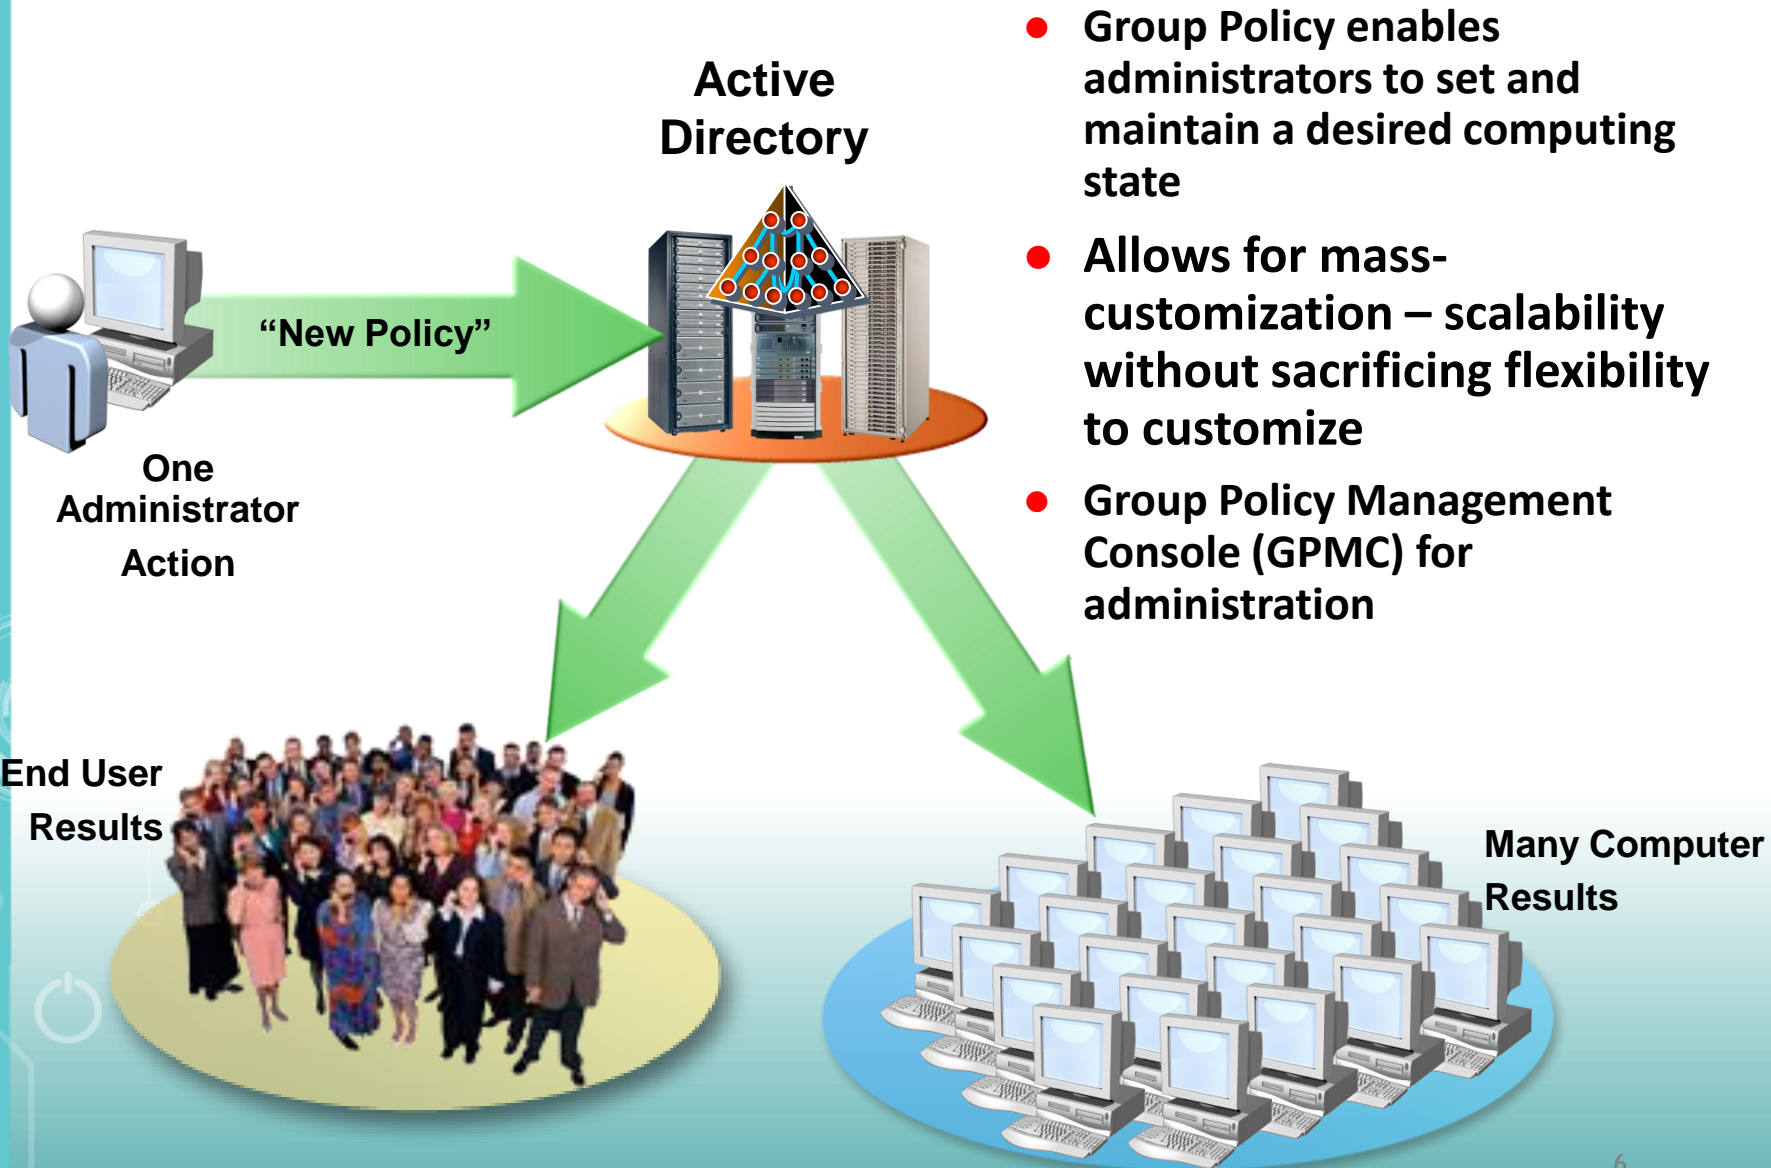 Active
Directory
"New Policy"
One
Administrator
Action
End User
Results
Many Computer
Results
● Group Policy enables
administrators to set and
maintain a desired computing
state
● Allows for mass-
customization – scalability
without sacrificing flexibility
to customize
● Group Policy Management
Console (GPMC) for
administration
6